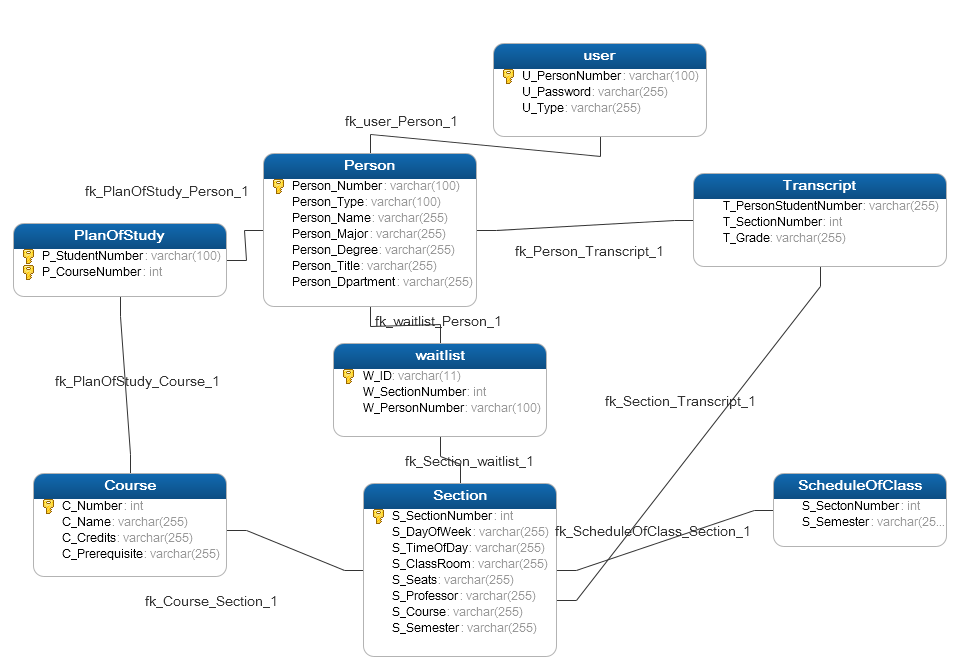 user
U_PersonNumber: varchar(100)
U_Password: varchar(255)
U_Type: varchar(255)
fk_user_Person_1
Person
Person_Number: varchar(100)
Person_Type: varchar(100)
Person_Name: varchar(255)
Person_Major: varchar(255)
Person_Degree: varchar(255)
Person_Title: varchar(255)
Person_Dpartment: varchar(255)
fk_PlanOfStudy_Person_1
Transcript
T_PersonStudentNumber: varchar(255)
T_SectionNumber: int
T_Grade: varchar(255)
PlanOfStudy
P_StudentNumber: varchar(100)
P_CourseNumber: int
fk_Person_Transcript_1
fk_waitlist_Person_1
waitlist
W_ID: varchar(11)
W_SectionNumber: int
W_PersonNumber: varchar(100)
fk_PlanOfStudy_Course_1
fk_Section_Transcript_1
fk_Section_waitlist_1
Course
C_Number: int
C_Name: varchar(255)
C_Credits: varchar(255)
C_Prerequisite: varchar(255)
Section
S_SectionNumber: int
S_DayOfWeek: varchar(255)
S_TimeOfDay: varchar(255)
S_ClassRoom: varchar(255)
S_Seats: varchar(255)
S_Professor: varchar(255)
S_Course: varchar(255)
S_Semester: varchar(255)
ScheduleOfClass
S_SectonNumber: int
S_Semester: varchar(25...
fk_ScheduleOfClass_Section_1
fk_Course_Section_1